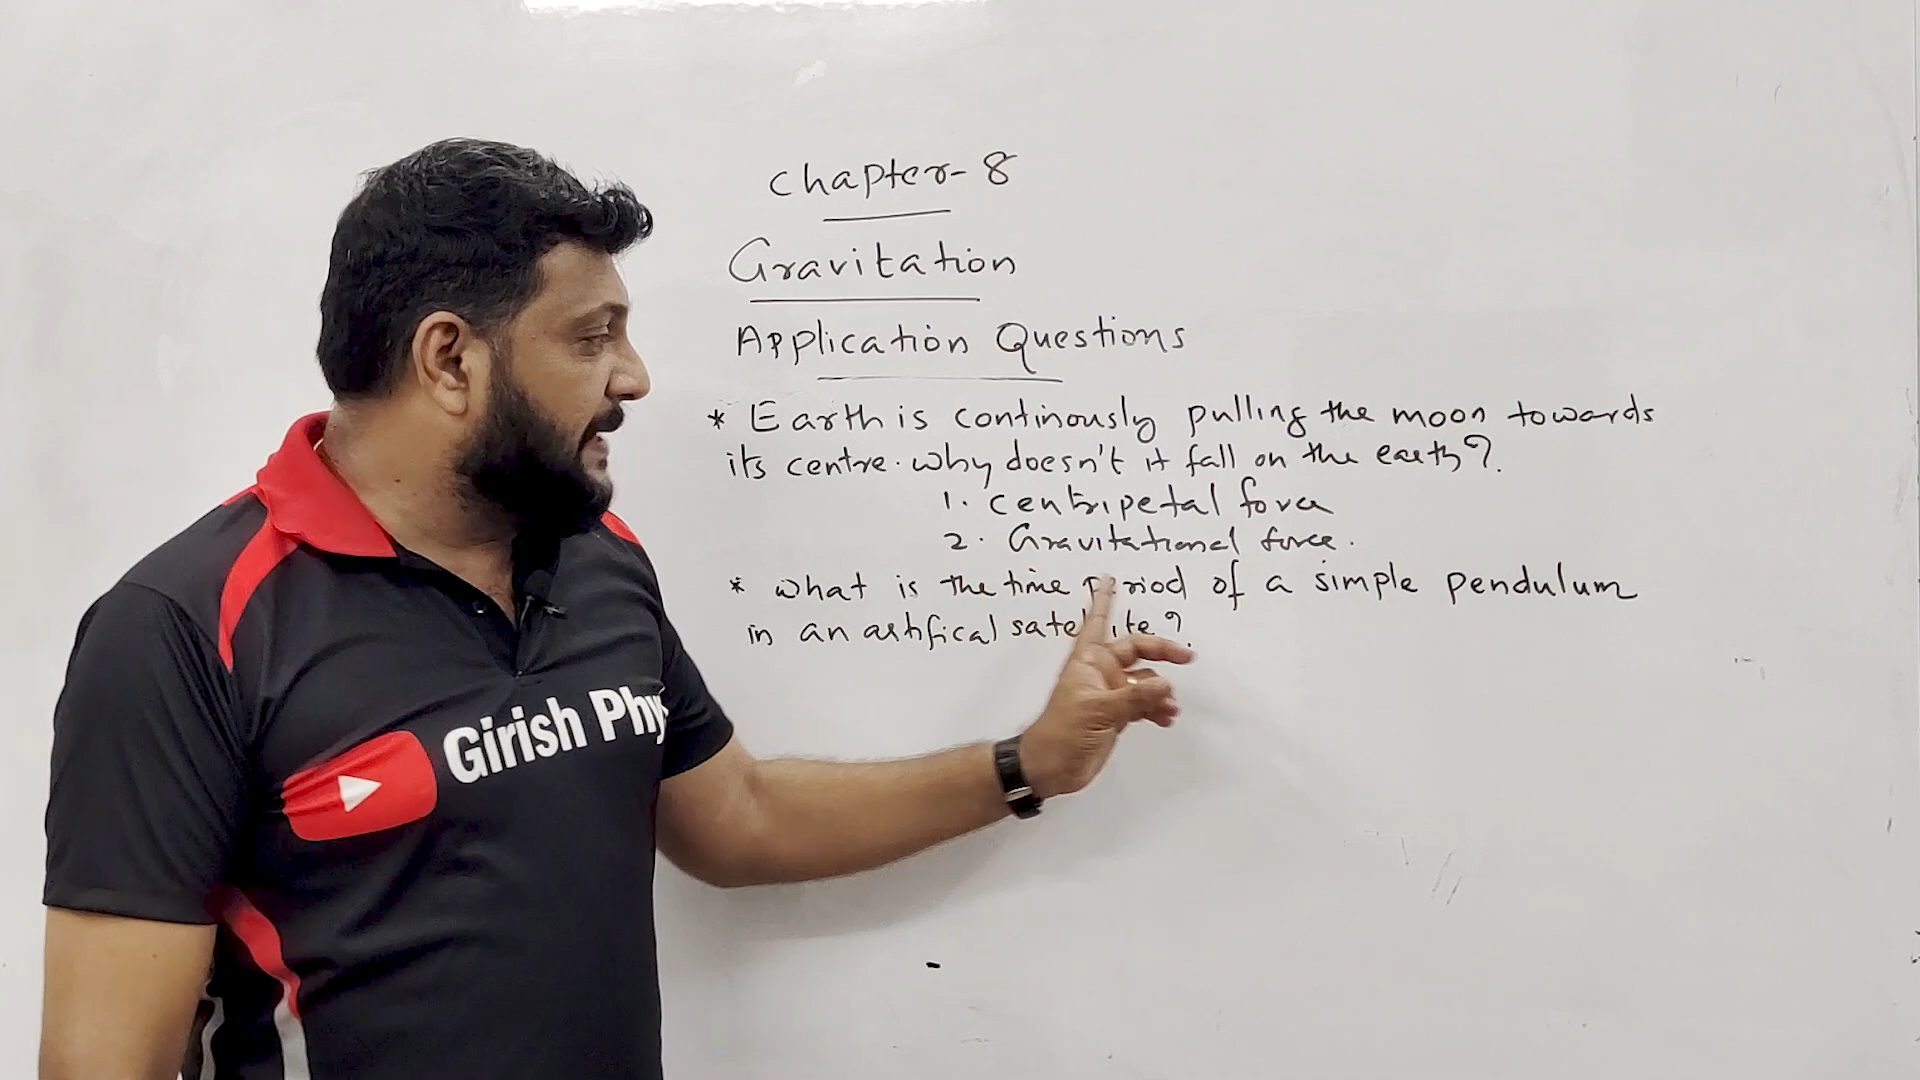 chapter-8
Gravitation
Application Questions
* Earth is continously pulling the moon towards
its centre. why doesn't it fall on the earth?
1. centripetal force
2. Gravitational force.
* what is the time period of a simple pendulum
in an artifical satellite?
Girish Phy